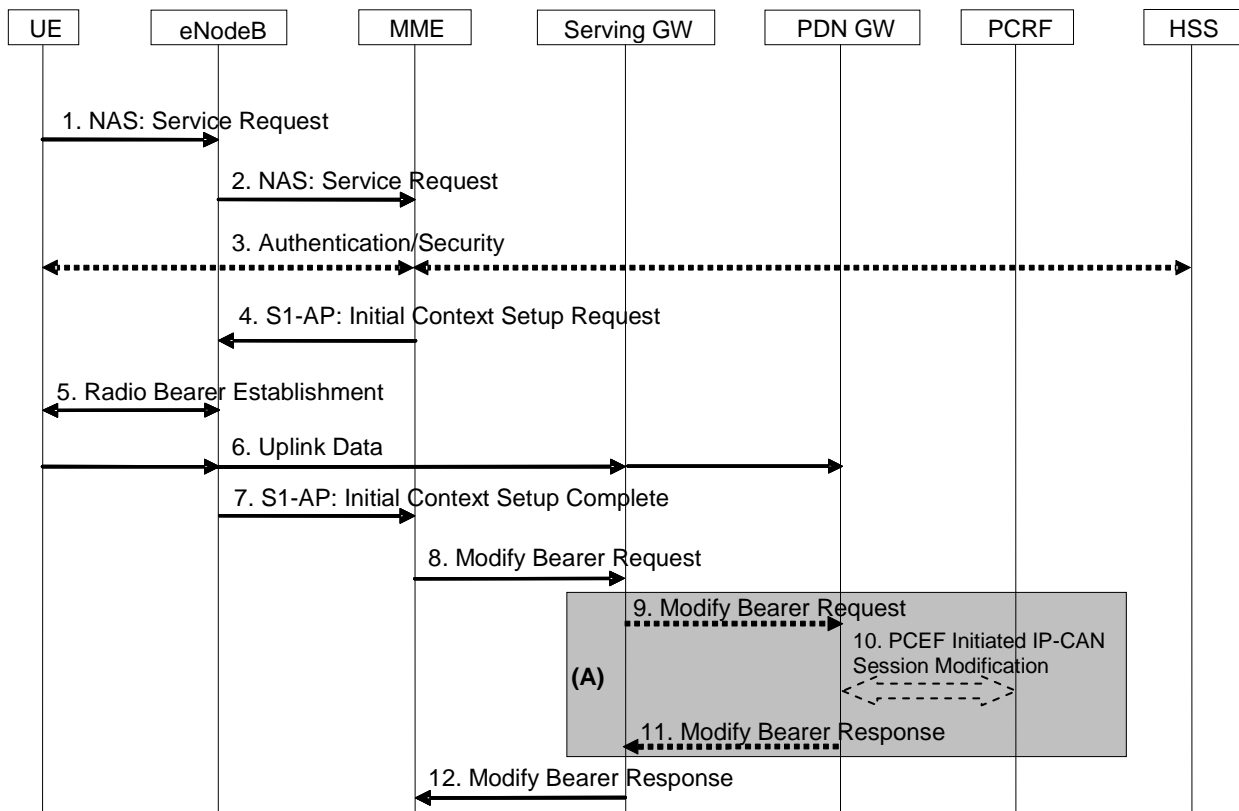 UE
eNodeB
MME
Serving GW
PDN GW
PCRF
HSS
1. NAS: Service Request
2. NAS: Service Request
3. Authentication/Security
4. S1-AP: Initial Context Setup Request
5. Radio Bearer Establishment
6. Uplink Data
7. S1-AP: Initial Context Setup Complete
8. Modify Bearer Request
9. Modify Bearer Request
10. PCEF Initiated IP-CAN
Session Modification
(A)
11. Modify Bearer Response
12. Modify Bearer Response